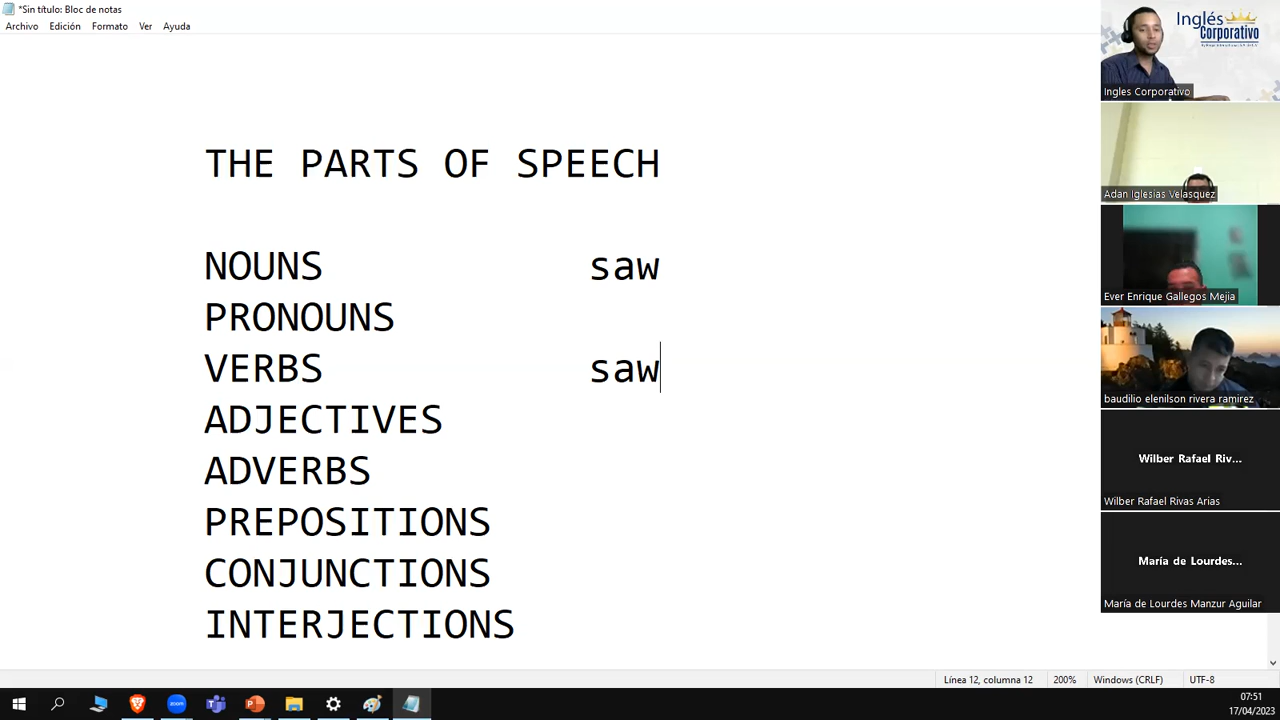 *Sin título: Bloc de notas
Archivo Edición Formato Ver Ayuda
THE PARTS OF SPEECH
NOUNS saw
PRONOUNS
VERBS saw
ADJECTIVES
ADVERBS
PREPOSITIONS
CONJUNCTIONS
INTERJECTIONS
Inglés
Corporativo
Ingles Corporativo
Adan Iglesias Velasquez
Ever Enrique Gallegos Mejia
baudilio elenilson rivera ramirez
Wilber Rafael Riv...
Wilber Rafael Rivas Arias
María de Lourdes...
María de Lourdes Manzur Aguilar
Línea 12, columna 12 200% Windows (CRLF) UTF-8
zoom
07:51
17/04/2023